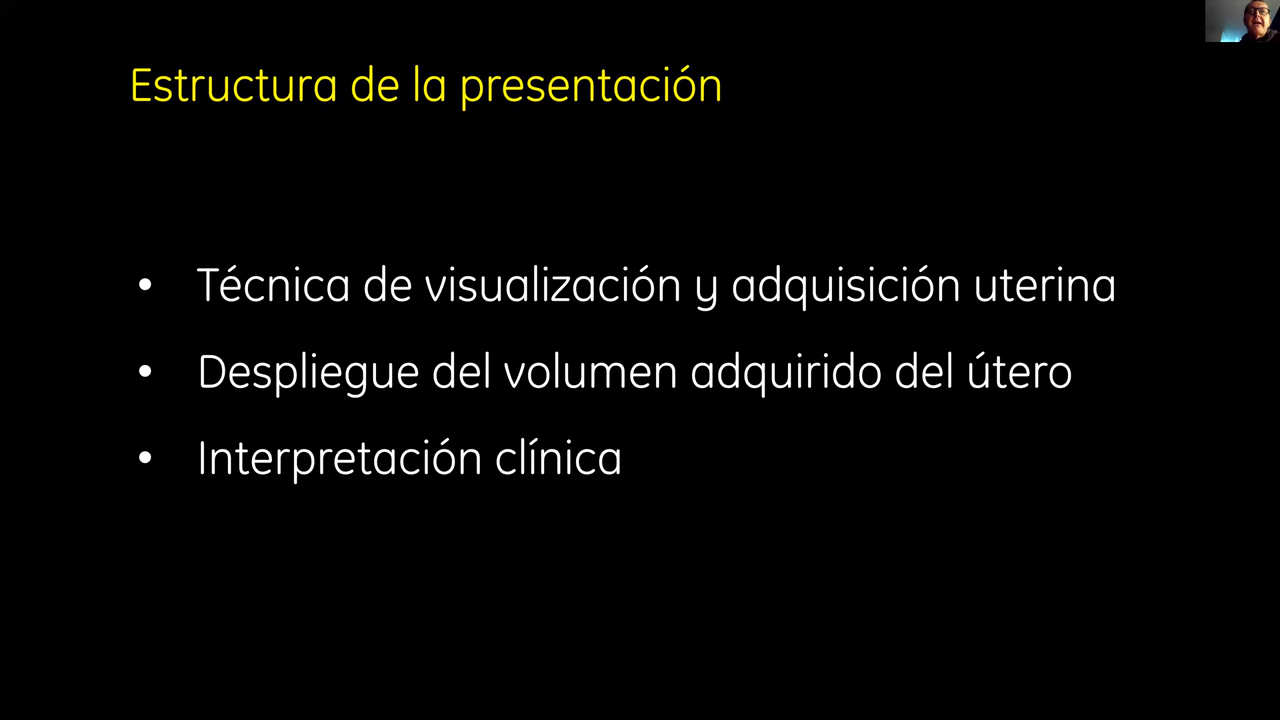 Estructura de la presentación
• Técnica de visualización y adquisición uterina
• Despliegue del volumen adquirido del útero
• Interpretación clínica